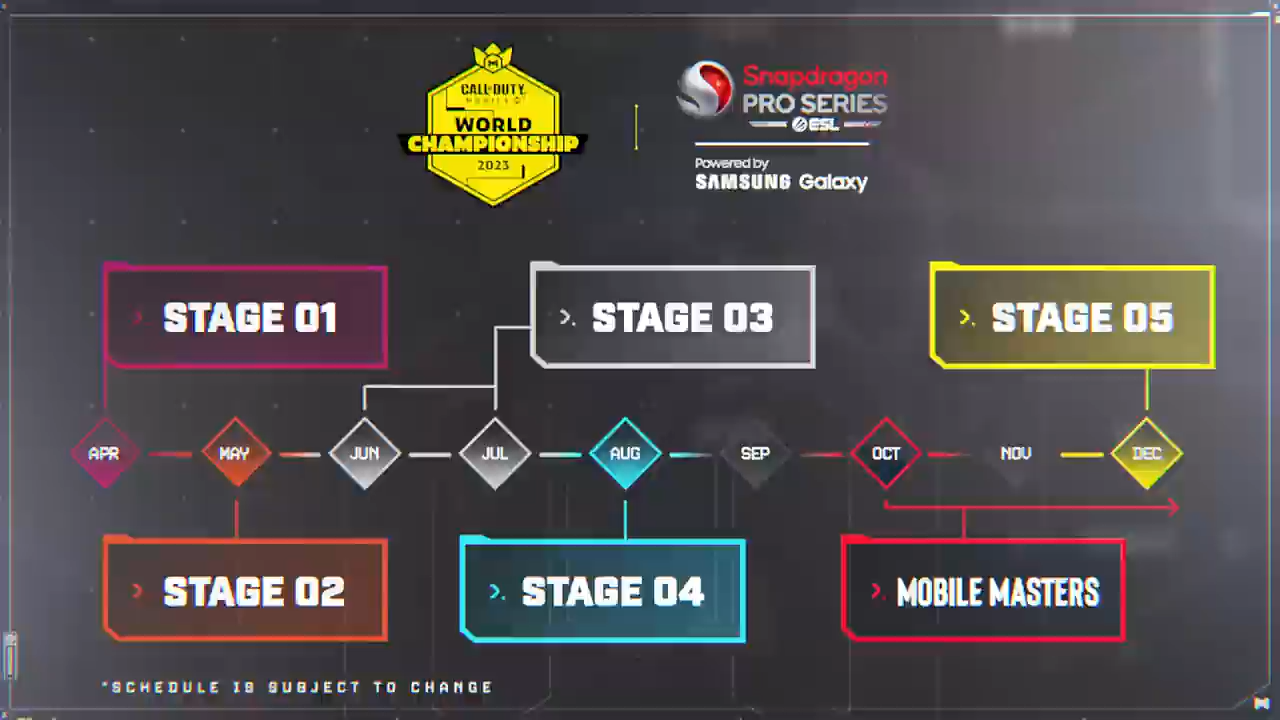 CALL OF DUTY
MOBILE
WORLD
CHAMPIONSHIP
2023
Snapdragon
PRO SERIES
ESL
Powered by
SAMSUNG Galaxy
STAGE 01
STAGE 03
STAGE 05
APR
MAY
JUN
JUL
AUG
SEP
OCT
NOV
DEC
STAGE 02
STAGE 04
MOBILE MASTERS
*SCHEDULE IS SUBJECT TO CHANGE